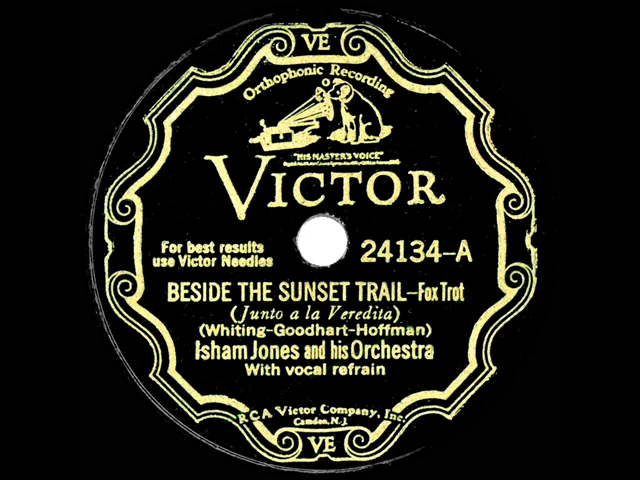 VE
Orthophonic Recording
"HIS MASTER'S VOICE"
VICTOR
For best results
use Victor Needles
24134-A
BESIDE THE SUNSET TRAIL—Fox Trot
(Junto a la Veredita)
(Whiting-Goodhart-Hoffman)
Isham Jones and his Orchestra
With vocal refrain
RCA Victor Company, Inc.
Camden, N.J.
VE